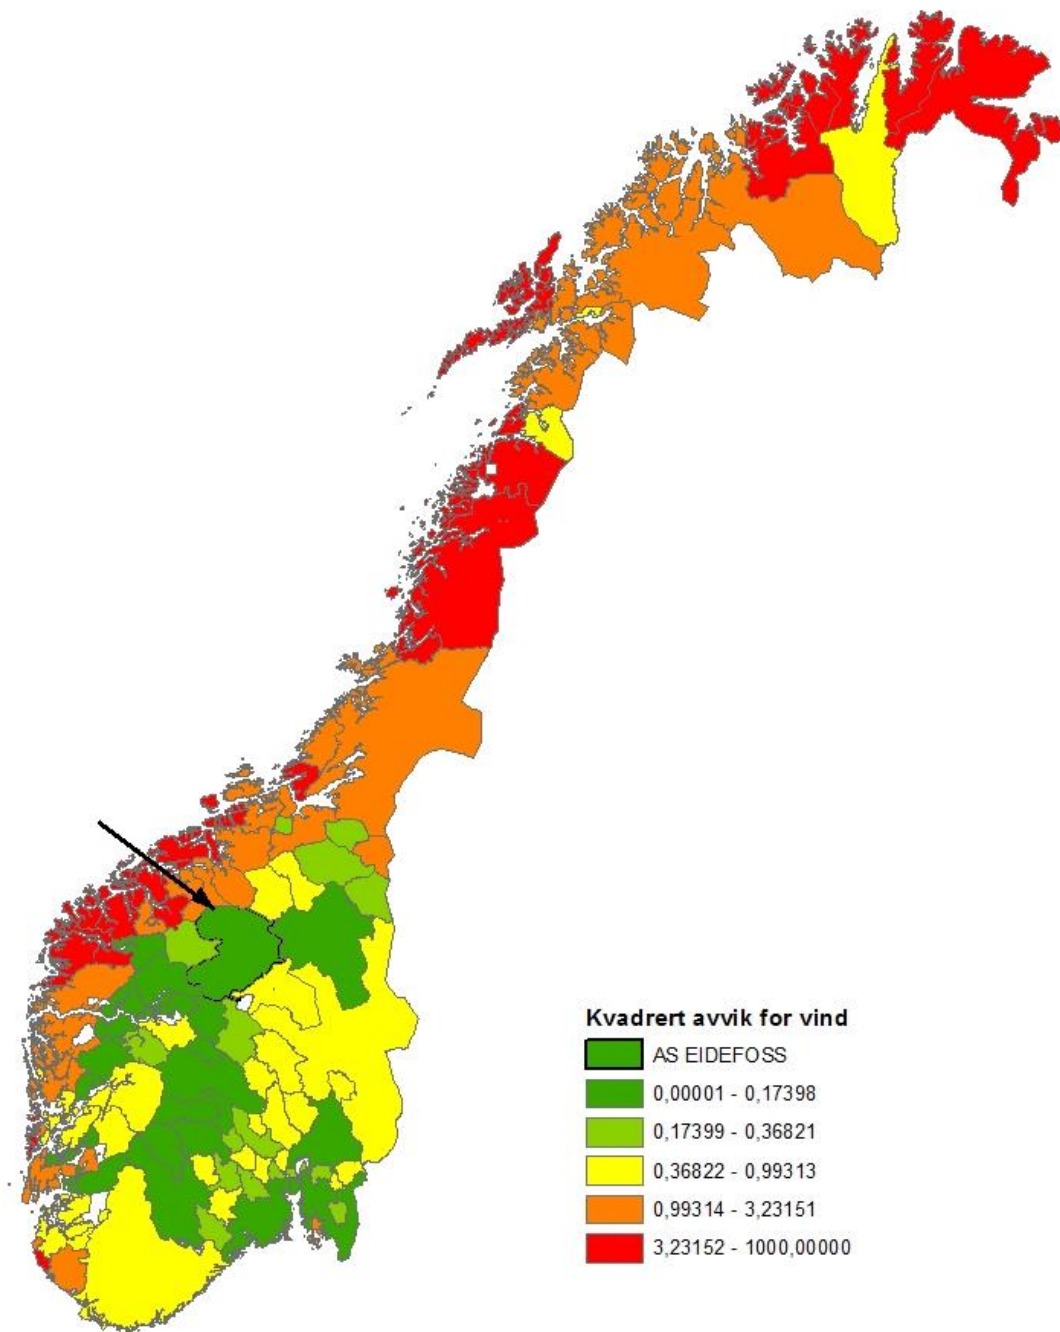 Kvadrert avvik for vind
AS EIDEFOSS
0,00001 - 0,17398
0,17399 - 0,36821
0,36822 - 0,99313
0,99314 - 3,23151
3,23152 - 1000,00000